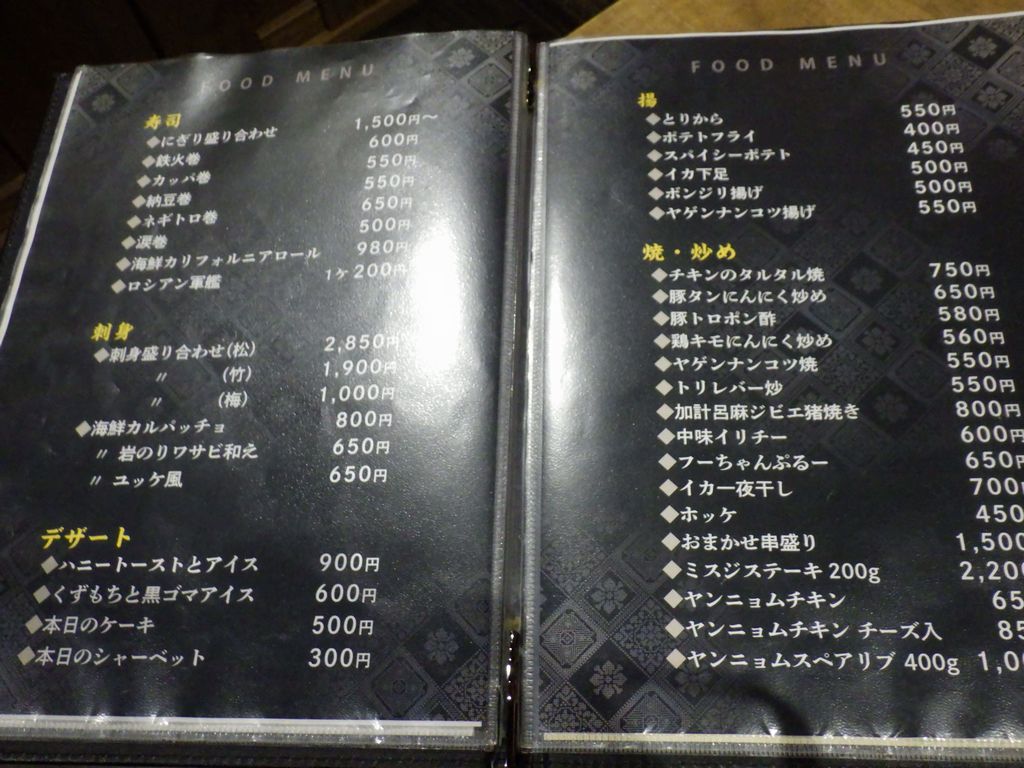 FOOD MENU
寿司
◆にぎり盛り合わせ 1,500円～
◆鉄火巻 600円
◆カッパ巻 550円
◆納豆巻 550円
◆ネギトロ巻 650円
◆涙巻 500円
◆海鮮カリフォルニアロール 980円
◆ロシアン軍艦 1ヶ200円
刺身
◆刺身盛り合わせ(松) 2,850円
〃 (竹) 1,900円
〃 (梅) 1,000円
◆海鮮カルパッチョ 800円
〃 岩のりワサビ和え 650円
〃 ユッケ風 650円
デザート
◆ハニートーストとアイス 900円
◆くずもちと黒ゴマアイス 600円
◆本日のケーキ 500円
◆本日のシャーベット 300円
FOOD MENU
揚
◆とりから 550円
◆ポテトフライ 400円
◆スパイシーポテト 450円
◆イカ下足 500円
◆ボンジリ揚げ 500円
◆ヤゲンナンコツ揚げ 550円
焼・炒め
◆チキンのタルタル焼 750円
◆豚タンにんにく炒め 650円
◆豚トロポン酢 580円
◆鶏キモにんにく炒め 560円
◆ヤゲンナンコツ焼 550円
◆トリレバー炒 550円
◆加計呂麻ジビエ猪焼き 800円
◆中味イリチー 600円
◆フーちゃんぷるー 650円
◆イカ一夜干し 700円
◆ホッケ 450
◆おまかせ串盛り 1,500
◆ミスジステーキ 200g 2,20
◆ヤンニョムチキン 65
◆ヤンニョムチキン チーズ入 85
◆ヤンニョムスペアリブ 400g 1,0